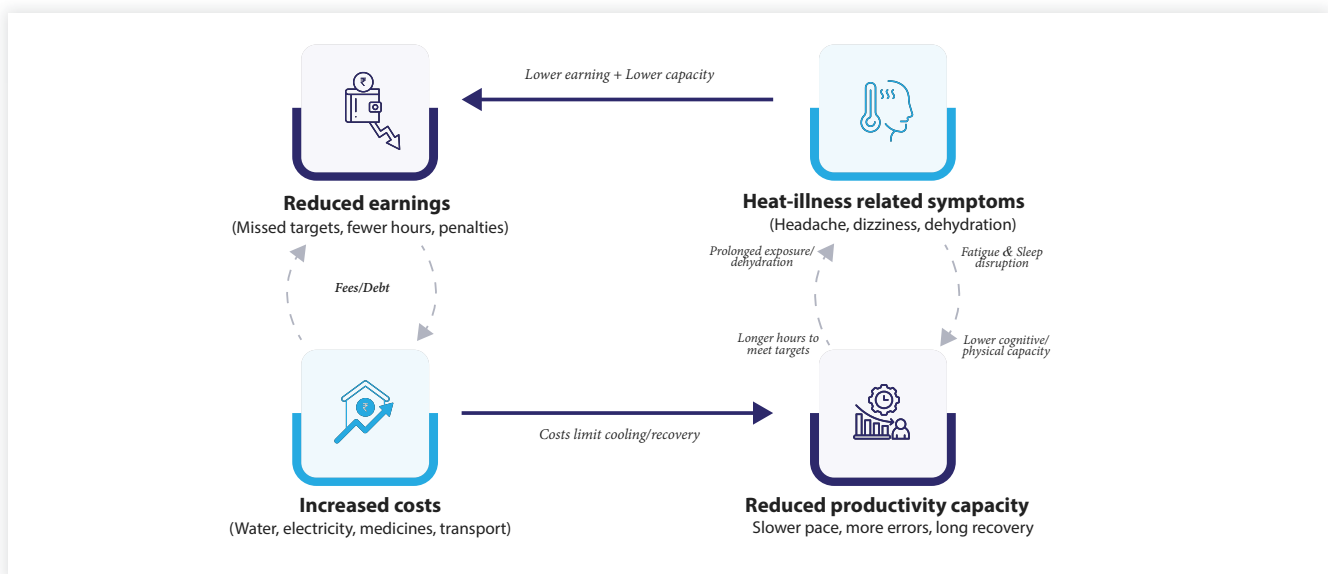 Lower earning + Lower capacity
₹
Reduced earnings
(Missed targets, fewer hours, penalties)
Heat-illness related symptoms
(Headache, dizziness, dehydration)
Fees/Debt
Prolonged exposure/
dehydration
Fatigue & Sleep
disruption
Longer hours to
meet targets
Lower cognitive/
physical capacity
₹
Costs limit cooling/recovery
Increased costs
(Water, electricity, medicines, transport)
Reduced productivity capacity
Slower pace, more errors, long recovery